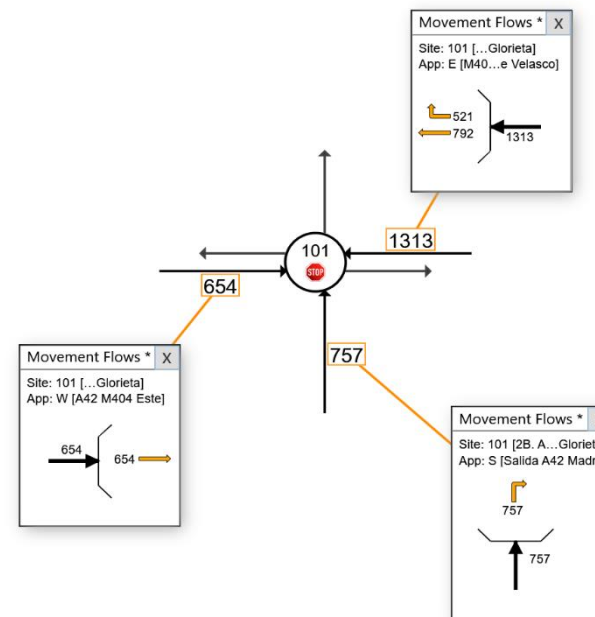 Movement Flows * X
Site: 101 [...Glorieta]
App: E [M40...e Velasco]
521
792
1313
101
STOP
1313
654
757
Movement Flows * X
Site: 101 [...Glorieta]
App: W [A42 M404 Este]
654
654
Movement Flows *
Site: 101 [2B. A...Gloriet
App: S [Salida A42 Madr
757
757